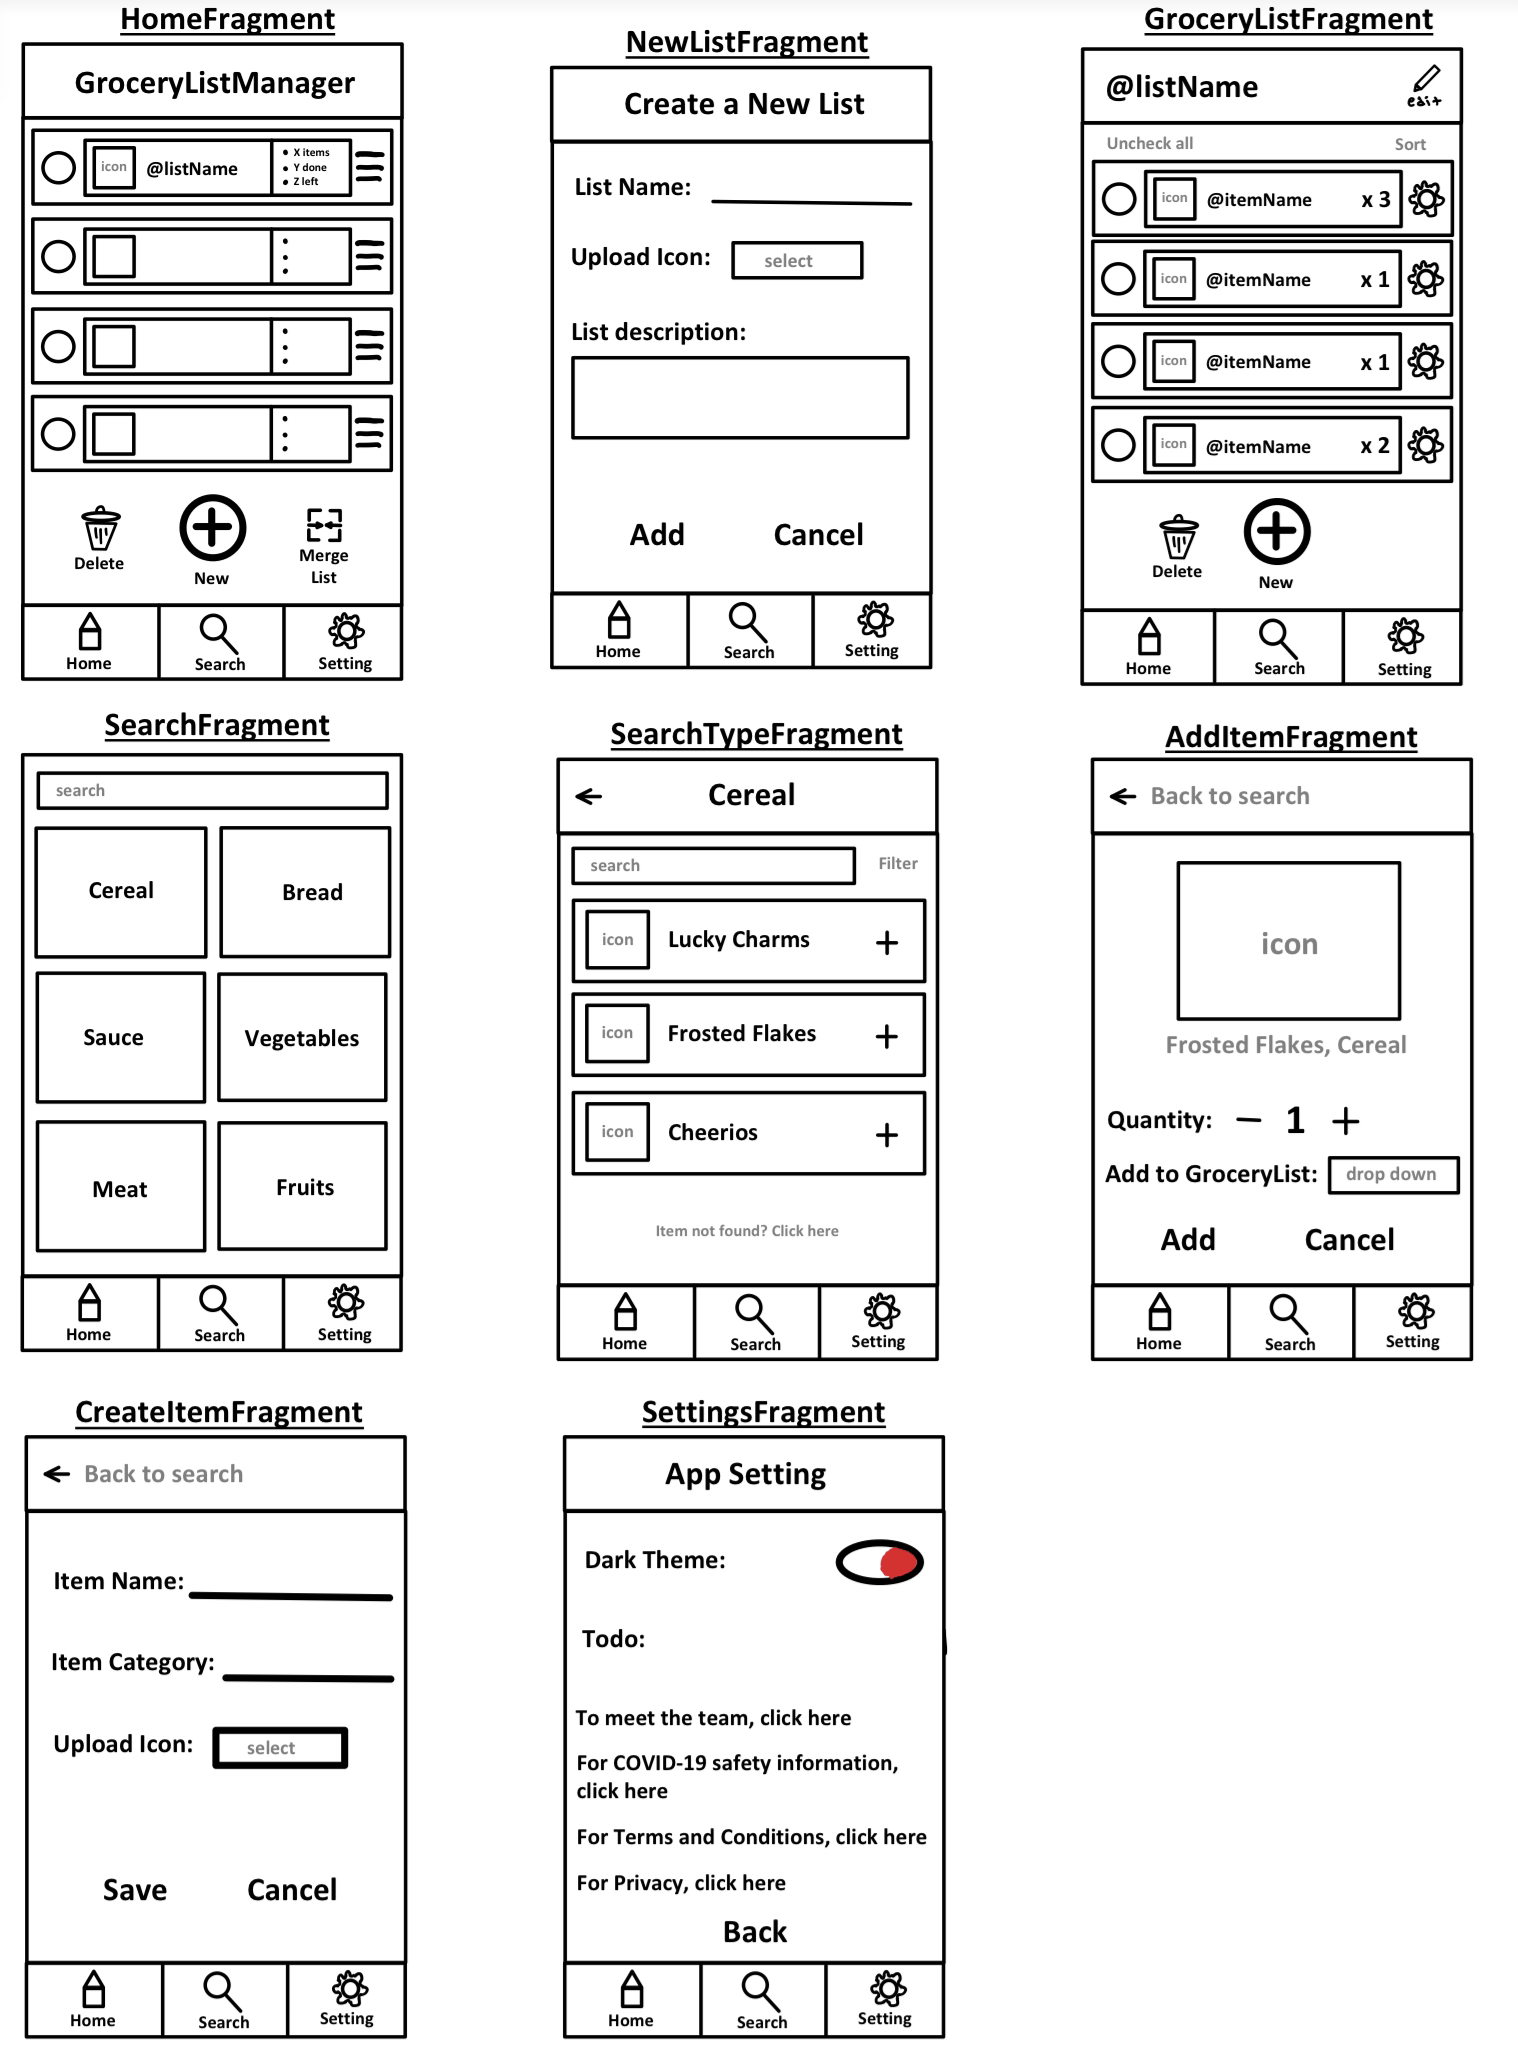 HomeFragment
GroceryListManager
icon
@listName
• X items
• Y done
• Z left
Delete
New
Merge
List
Home
Search
Setting
NewListFragment
Create a New List
List Name:
Upload Icon:
select
List description:
Add
Cancel
Home
Search
Setting
GroceryListFragment
@listName
edit
Uncheck all
Sort
icon
@itemName
x 3
icon
@itemName
x 1
icon
@itemName
x 1
icon
@itemName
x 2
Delete
New
Home
Search
Setting
SearchFragment
search
Cereal
Bread
Sauce
Vegetables
Meat
Fruits
Home
Search
Setting
SearchTypeFragment
Cereal
search
Filter
icon
Lucky Charms
+
icon
Frosted Flakes
+
icon
Cheerios
+
Item not found? Click here
Home
Search
Setting
AddItemFragment
Back to search
icon
Frosted Flakes, Cereal
Quantity: — 1 +
Add to GroceryList:
drop down
Add
Cancel
Home
Search
Setting
CreateItemFragment
Back to search
Item Name:
Item Category:
Upload Icon:
select
Save
Cancel
Home
Search
Setting
SettingsFragment
App Setting
Dark Theme:
Todo:
To meet the team, click here
For COVID-19 safety information,
click here
For Terms and Conditions, click here
For Privacy, click here
Back
Home
Search
Setting